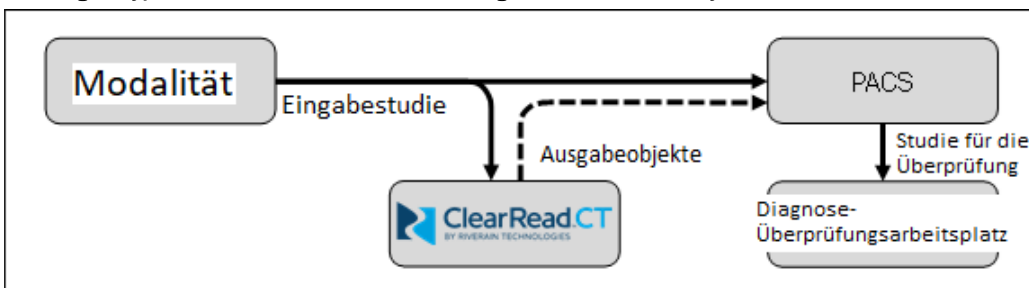 Modalität
PACS
Eingabestudie
Ausgabeobjekte
Studie für die
Überprüfung
ClearRead.CT
BY RIVERAIN TECHNOLOGIES
Diagnose-
Überprüfungsarbeitsplatz